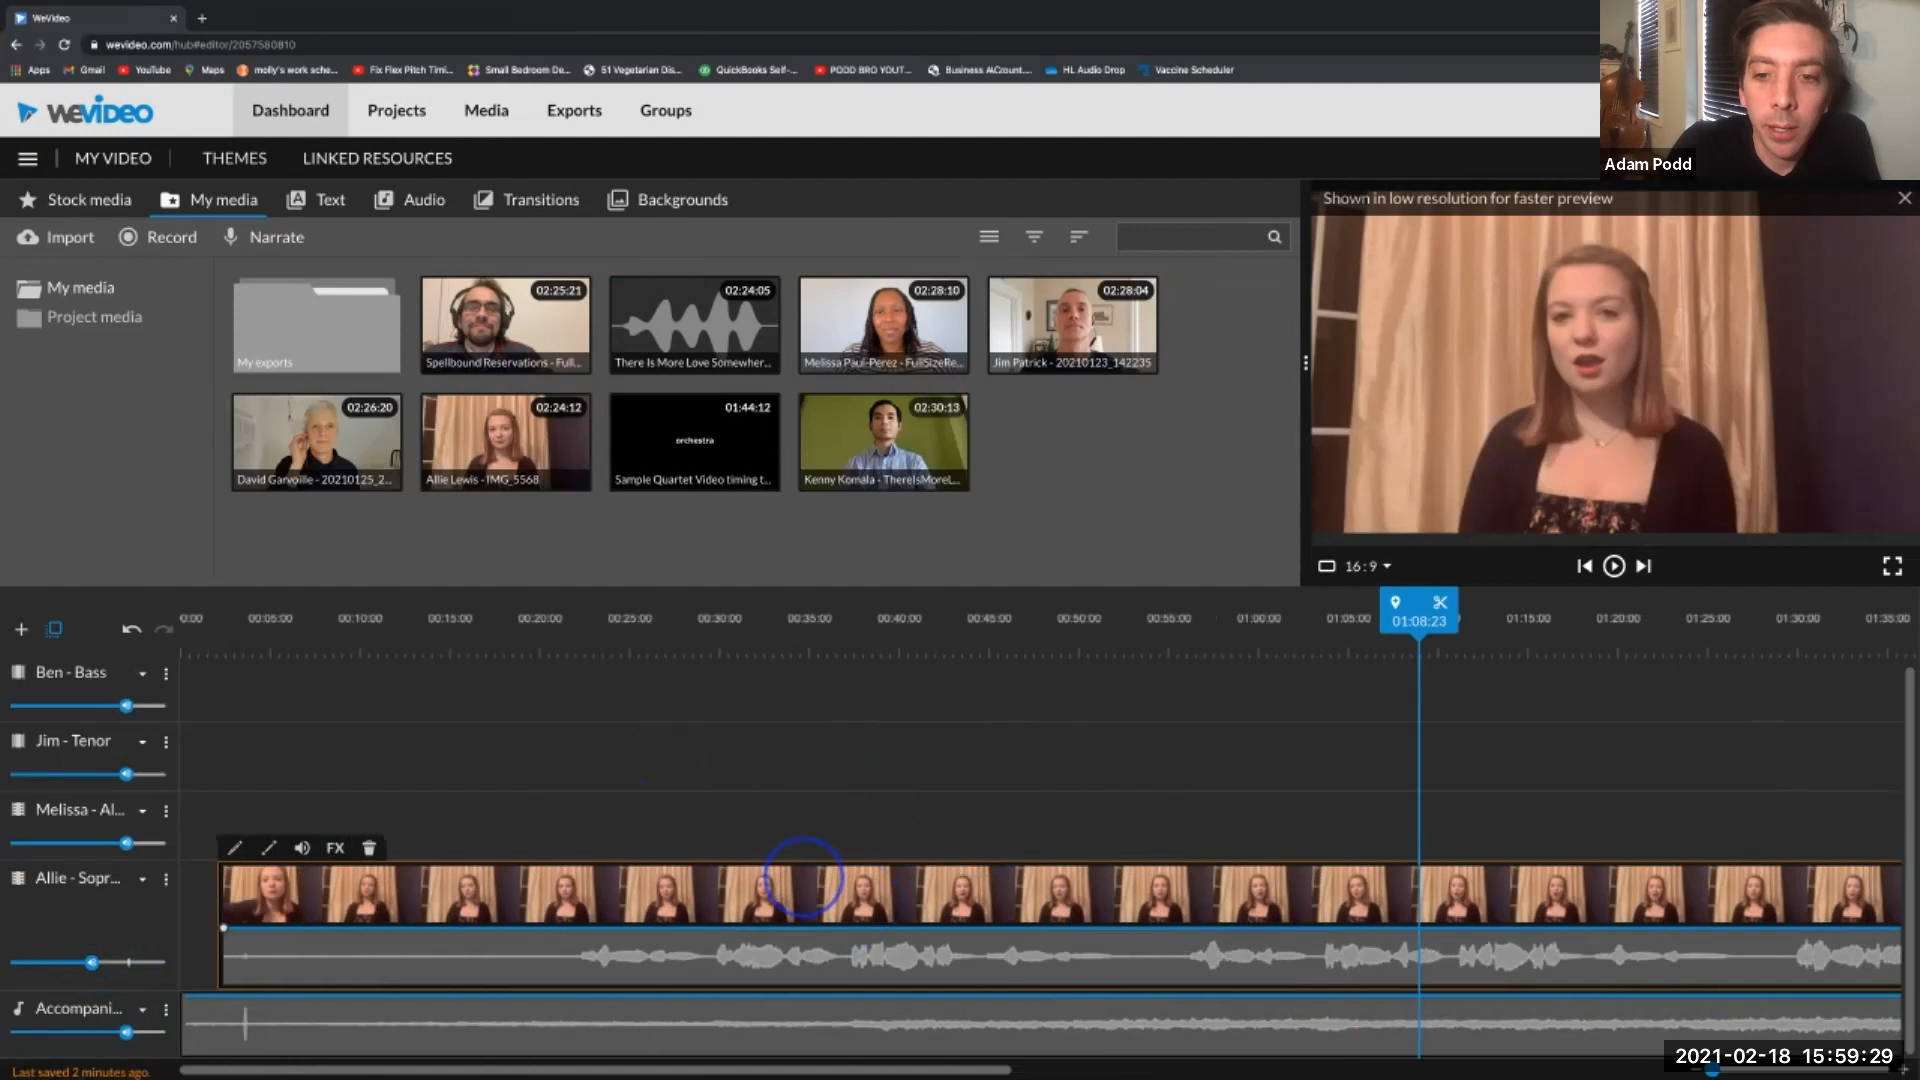 WeVideo
wevideo.com/hub#editor/2057580810
Apps Gmail YouTube Maps molly's work sche... Fix Flex Pitch Timi... Small Bedroom De... 51 Vegetarian Dis... QuickBooks Self-... PODD BRO YOUT... Business AlCount... HL Audio Drop Vaccine Scheduler
WEVIDEO Dashboard Projects Media Exports Groups
MY VIDEO THEMES LINKED RESOURCES
Adam Podd
Stock media My media Text Audio Transitions Backgrounds
Shown in low resolution for faster preview
Import Record Narrate
My media
Project media
My exports
02:25:21
Spellbound Reservations - Full...
02:24:05
There Is More Love Somewher...
02:28:10
Melissa Paul-Perez - FullSizeRe...
02:28:04
Jim Patrick - 20210123_142235
02:26:20
David Garvoille - 20210125_2...
02:24:12
Allie Lewis - IMG_5568
01:44:12
orchestra
Sample Quartet Video timing t...
02:30:13
Kenny Komala - ThereIsMoreL...
16:9
0:00 00:05:00 00:10:00 00:15:00 00:20:00 00:25:00 00:30:00 00:35:00 00:40:00 00:45:00 00:50:00 00:55:00 01:00:00 01:05:00 01:08:23 01:15:00 01:20:00 01:25:00 01:30:00 01:35:00
Ben - Bass
Jim - Tenor
Melissa - Al...
FX
Allie - Sopr...
Accompani...
Last saved 2 minutes ago.
2021-02-18 15:59:29